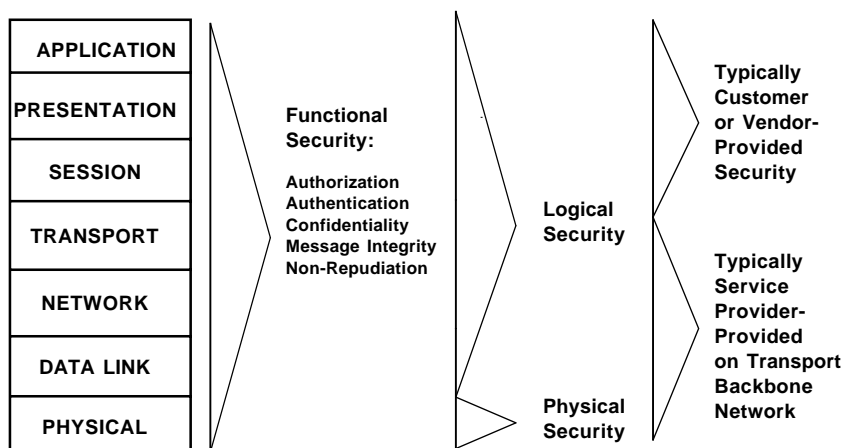 APPLICATION
PRESENTATION
SESSION
TRANSPORT
NETWORK
DATA LINK
PHYSICAL
Functional
Security:
Authorization
Authentication
Confidentiality
Message Integrity
Non-Repudiation
Logical
Security
Physical
Security
Typically
Customer
or Vendor-
Provided
Security
Typically
Service
Provider-
Provided
on Transport
Backbone
Network